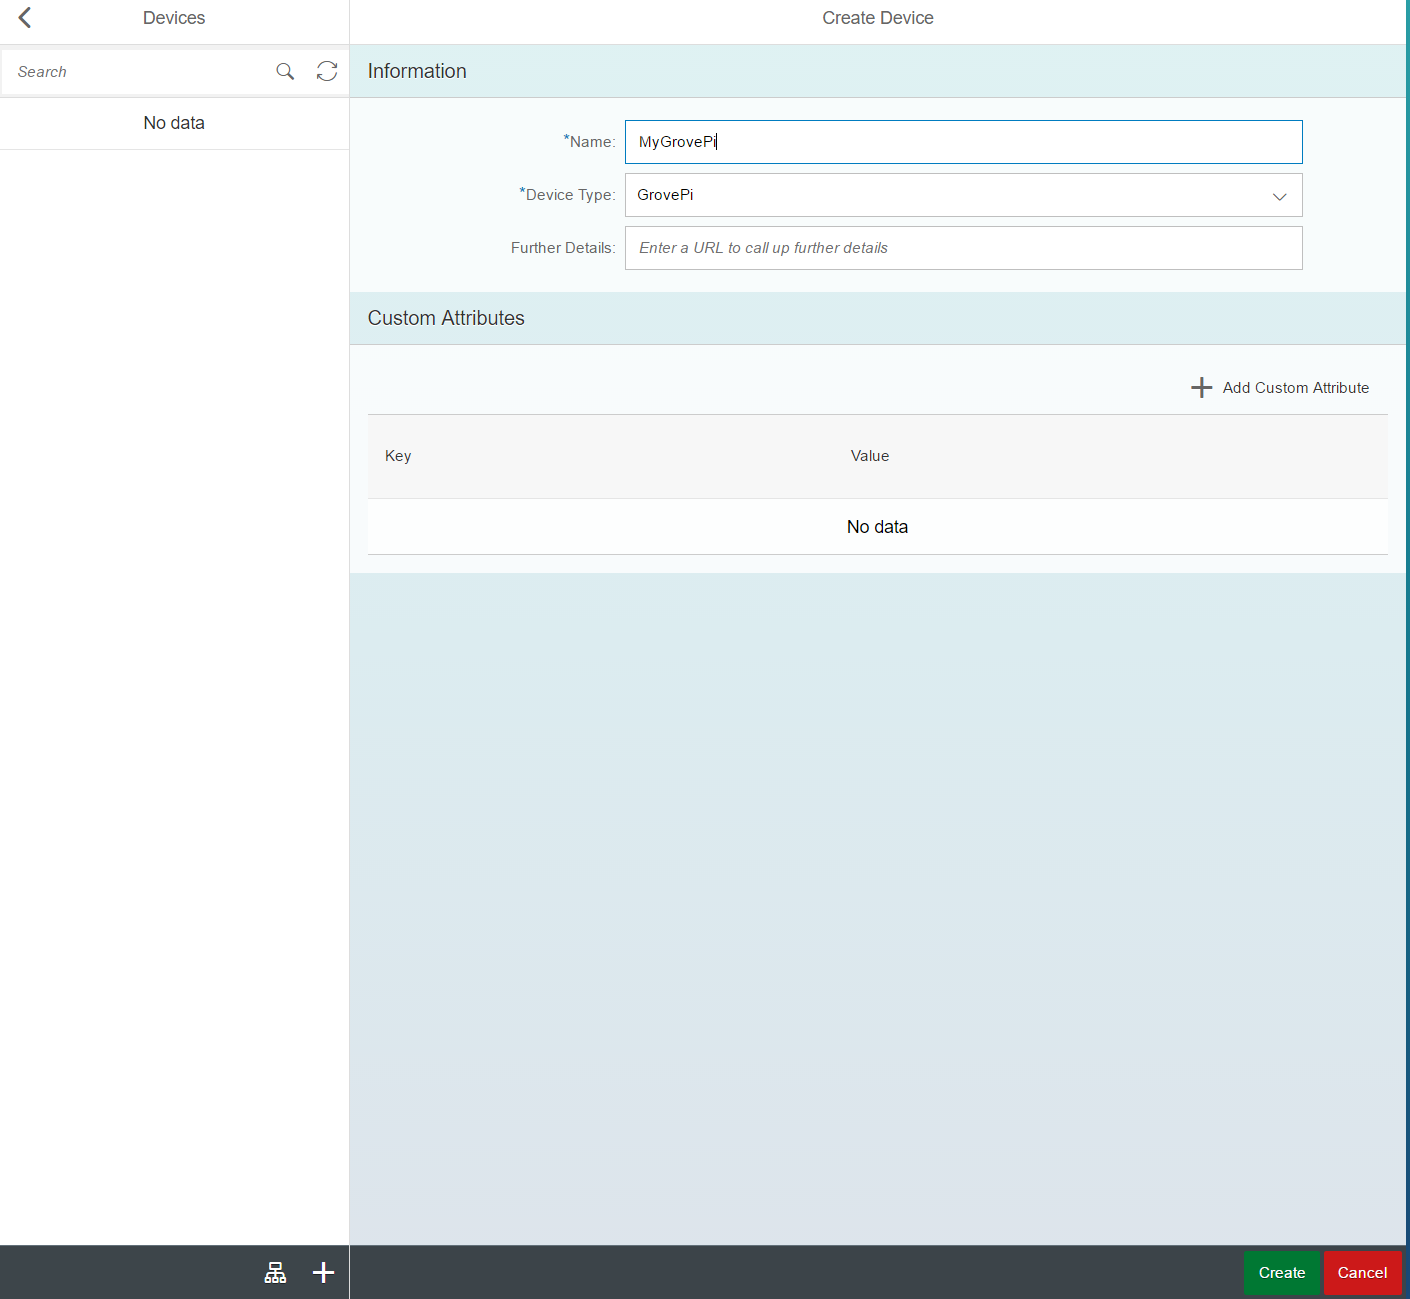 Devices
Create Device
Search
No data
Information
*Name: MyGrovePi
*Device Type: GrovePi
Further Details: Enter a URL to call up further details
Custom Attributes
Add Custom Attribute
Key Value
No data
Create Cancel